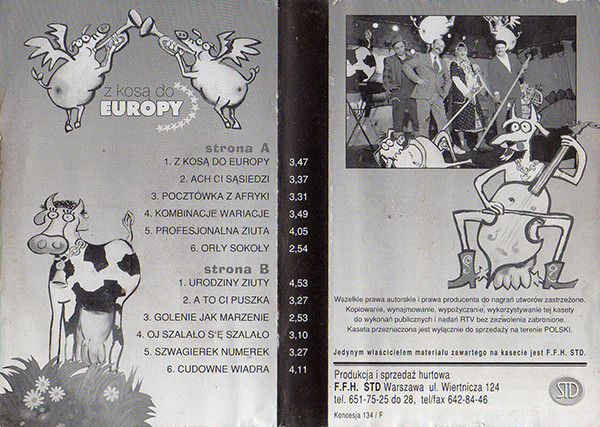 z kosą do
EUROPY
strona A
1. Z KOSĄ DO EUROPY 3,47
2. ACH CI SĄSIEDZI 3,37
3. POCZTÓWKA Z AFRYKI 3,31
4. KOMBINACJE WARIACJE 3,49
5. PROFESJONALNA ZIUTA 4,05
6. ORŁY SOKOŁY 2,54
strona B
1. URODZINY ZIUTY 4,53
2. A TO CI PUSZKA 3,27
3. GOLENIE JAK MARZENIE 2,53
4. OJ SZALAŁO SIĘ SZALAŁO 3,10
5. SZWAGIEREK NUMEREK 3,27
6. CUDOWNE WIADRA 4,11
Wszelkie prawa autorskie i prawa producenta do nagrań utworów zastrzeżone.
Kopiowanie, wynajmowanie, wypożyczanie, wykorzystywanie tej kasety
do wykonań publicznych i nadań RTV bez zezwolenia zabronione.
Kaseta przeznaczona jest wyłącznie do sprzedaży na terenie POLSKI.
Jedynym właścicielem materiału zawartego na kasecie jest F.F.H. STD.
Produkcja i sprzedaż hurtowa
F.F.H. STD Warszawa ul. Wiertnicza 124
tel. 651-75-25 do 28, tel/fax 642-84-46
STD
Koncesja 134 / F